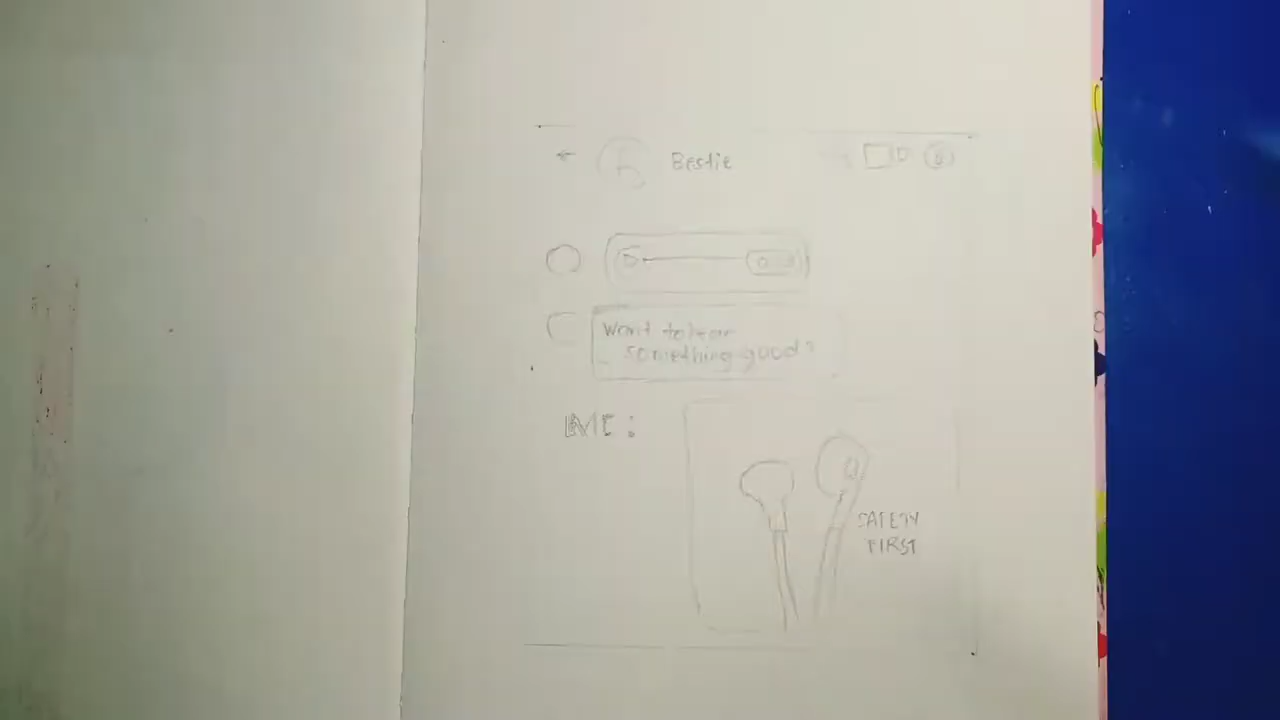 Bestie
Want to hear
something good?
ME:
SAFETY
FIRST